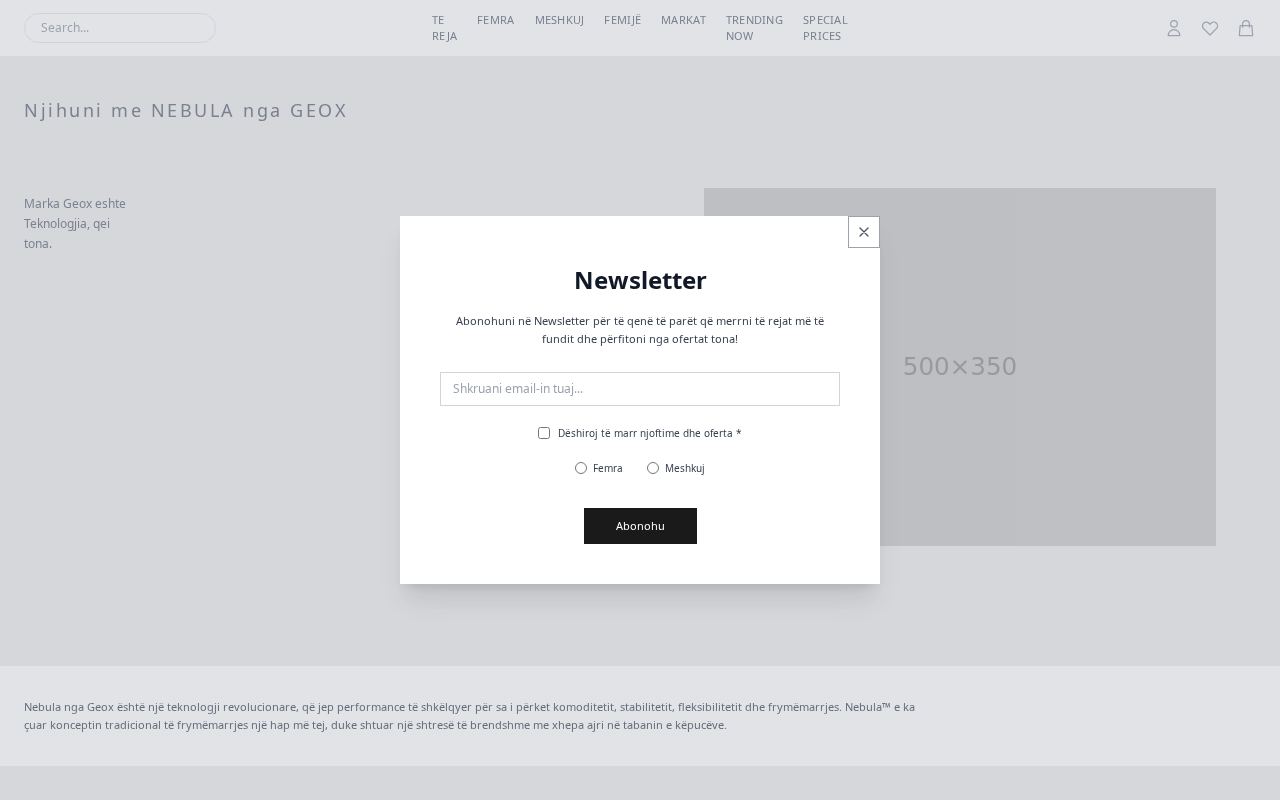 Search...
TE REJA
FEMRA
MESHKUJ
FEMIJË
MARKAT
TRENDING NOW
SPECIAL PRICES
Njihuni me NEBULA nga GEOX
Marka Geox eshte
Teknologjia, qei
tona.
500×350
Newsletter
Abonohuni në Newsletter për të qenë të parët që merrni të rejat më të
fundit dhe përfitoni nga ofertat tona!
Shkruani email-in tuaj...
Dëshiroj të marr njoftime dhe oferta *
Femra
Meshkuj
Abonohu
Nebula nga Geox është një teknologji revolucionare, që jep performance të shkëlqyer për sa i përket komoditetit, stabilitetit, fleksibilitetit dhe frymëmarrjes. Nebula™ e ka
çuar konceptin tradicional të frymëmarrjes një hap më tej, duke shtuar një shtresë të brendshme me xhepa ajri në tabanin e këpucëve.